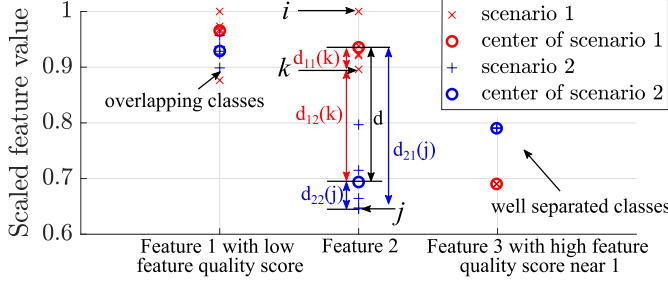 Scaled feature value
1
0.9
0.8
0.7
0.6
overlapping classes
i
k
j
d11(k)
d12(k)
d
d21(j)
d22(j)
scenario 1
center of scenario 1
scenario 2
center of scenario 2
well separated classes
Feature 1 with low
feature quality score
Feature 2
Feature 3 with high feature
quality score near 1